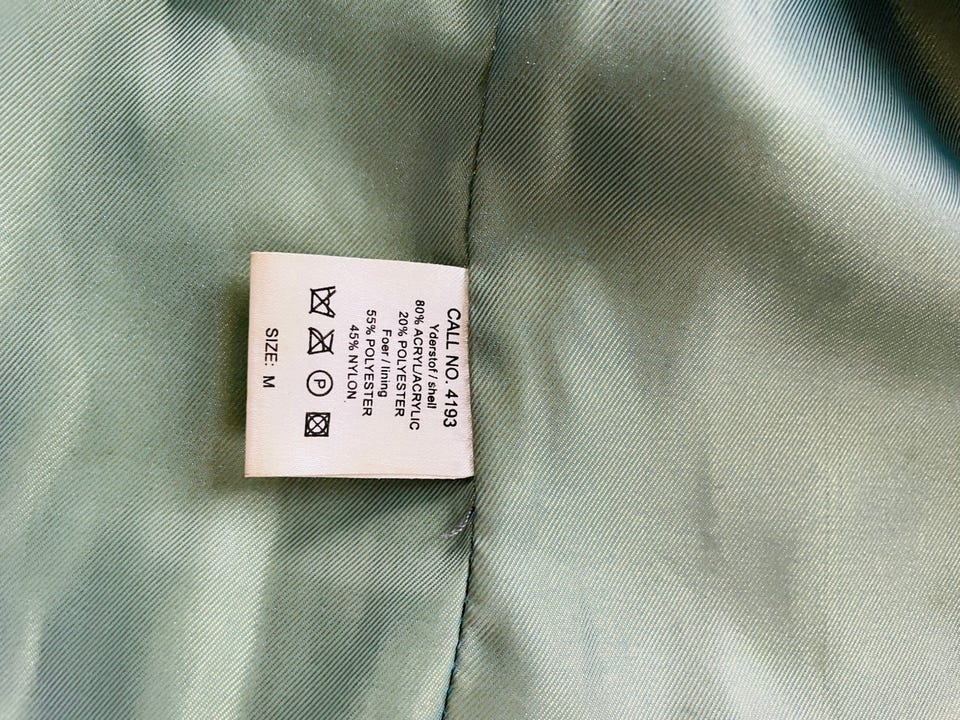 CALL NO. 4193
Yderstof / shell
80% ACRYL/ACRYLIC
20% POLYESTER
Foer / lining
55% POLYESTER
45% NYLON.
P
SIZE: M